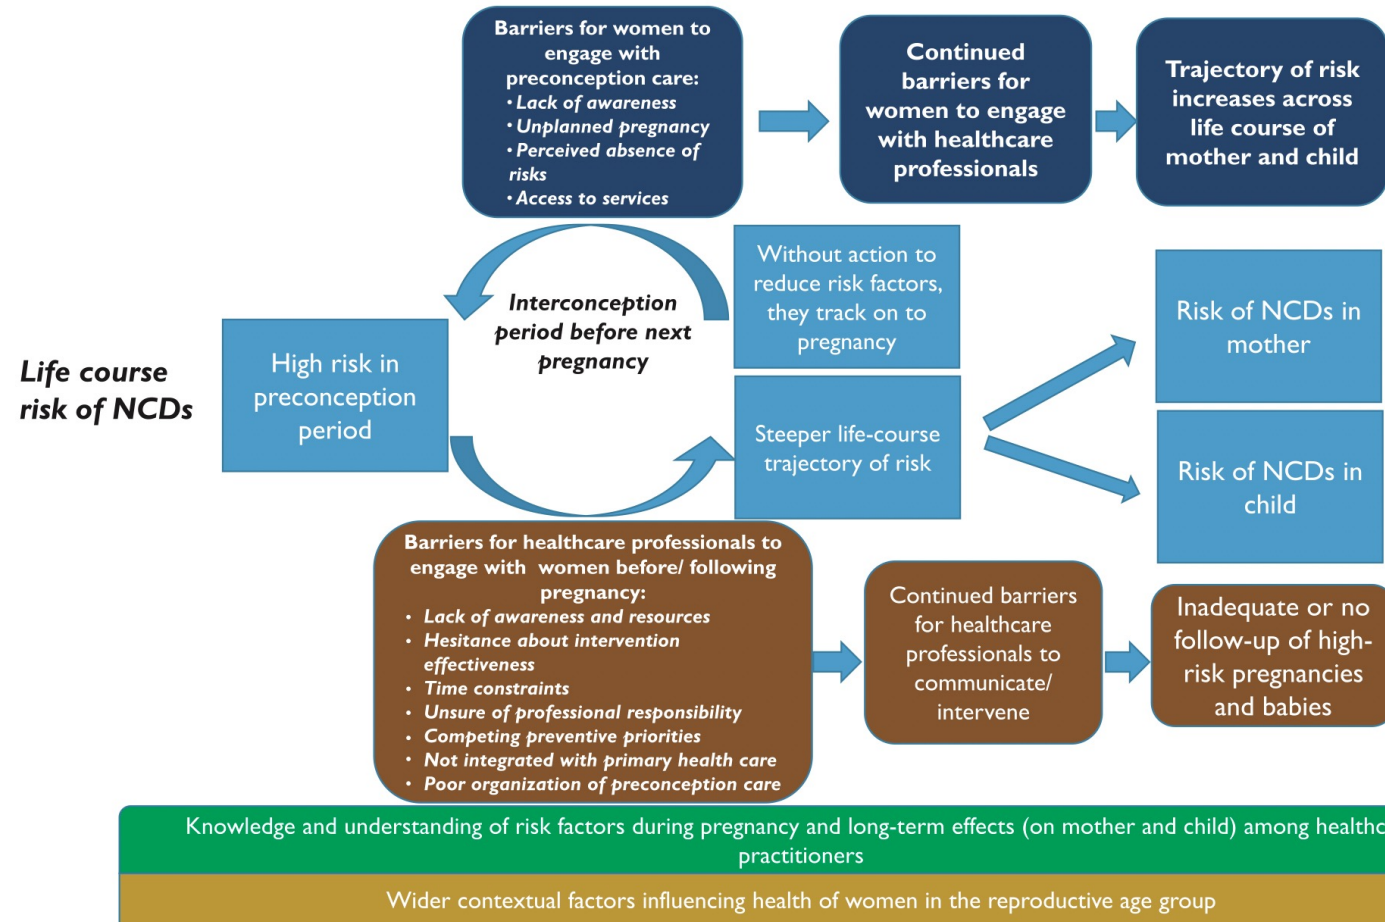 Barriers for women to
engage with
preconception care:
• Lack of awareness
• Unplanned pregnancy
• Perceived absence of
risks
• Access to services
Continued
barriers for
women to engage
with healthcare
professionals
Trajectory of risk
increases across
life course of
mother and child
Life course
risk of NCDs
High risk in
preconception
period
Interconception
period before next
pregnancy
Without action to
reduce risk factors,
they track on to
pregnancy
Steeper life-course
trajectory of risk
Risk of NCDs in
mother
Risk of NCDs in
child
Barriers for healthcare professionals to
engage with women before/ following
pregnancy:
• Lack of awareness and resources
• Hesitance about intervention
effectiveness
• Time constraints
• Unsure of professional responsibility
• Competing preventive priorities
• Not integrated with primary health care
• Poor organization of preconception care
Continued barriers
for healthcare
professionals to
communicate/
intervene
Inadequate or no
follow-up of high-
risk pregnancies
and babies
Knowledge and understanding of risk factors during pregnancy and long-term effects (on mother and child) among
practitioners
Wider contextual factors influencing health of women in the reproductive age group